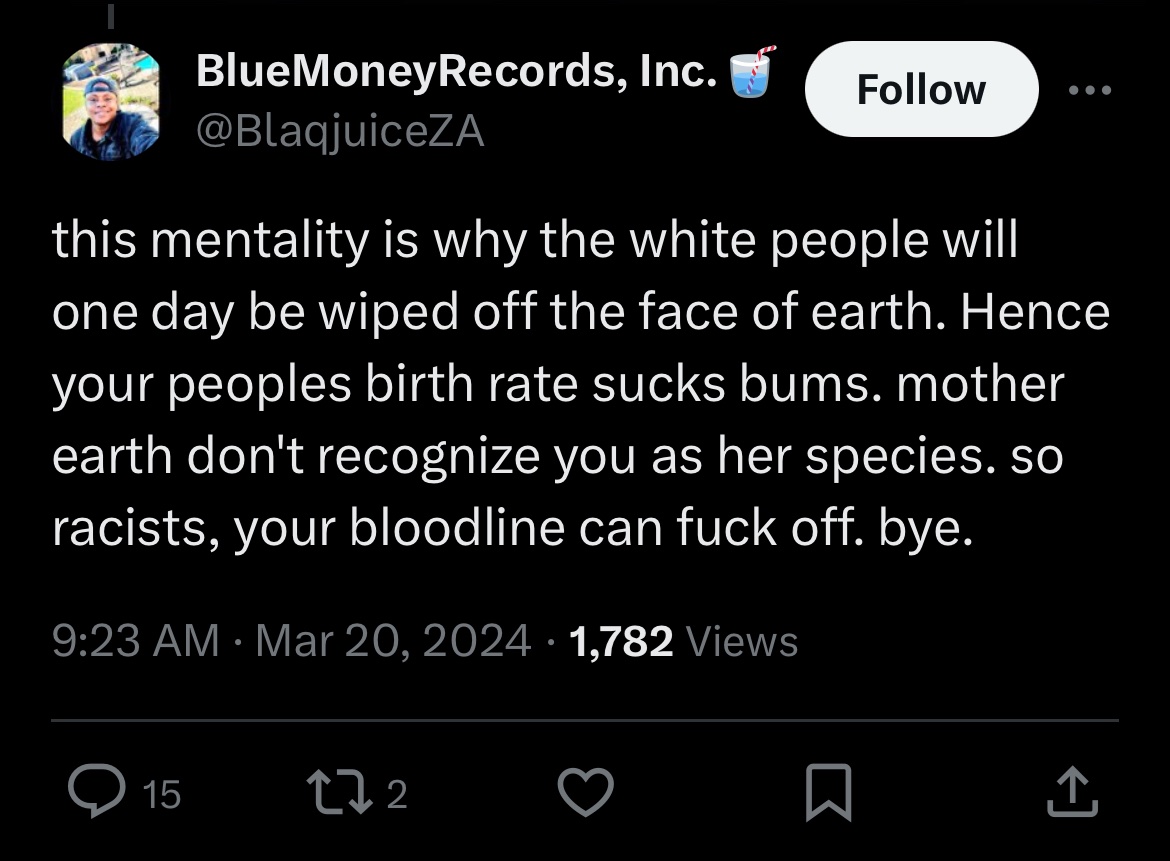 BlueMoneyRecords, Inc.🥤
Follow
@BlaqjuiceZA
this mentality is why the white people will
one day be wiped off the face of earth. Hence
your peoples birth rate sucks bums. mother
earth don't recognize you as her species. so
racists, your bloodline can fuck off. bye.
9:23 AM · Mar 20, 2024 · 1,782 Views
15
2